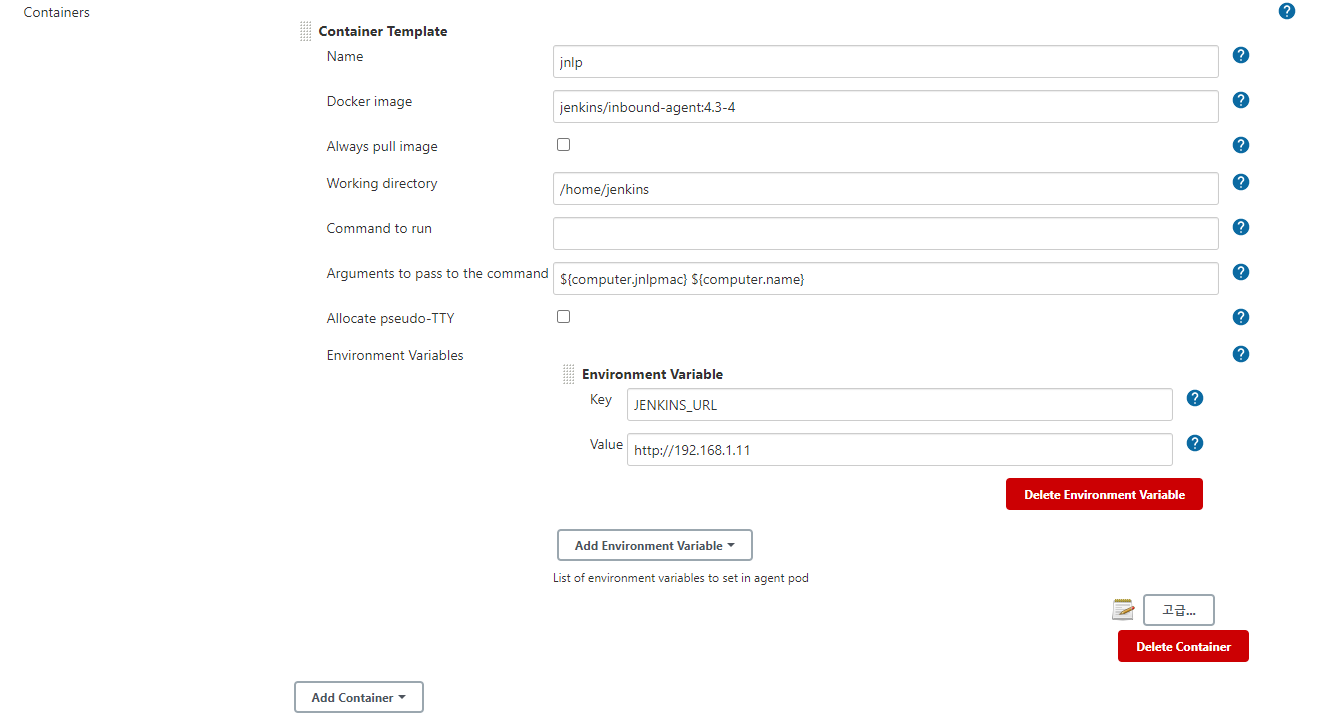 Containers
Container Template
Name
jnlp
Docker image
jenkins/inbound-agent:4.3-4
Always pull image
Working directory
/home/jenkins
Command to run
Arguments to pass to the command
${computer.jnlpmac} ${computer.name}
Allocate pseudo-TTY
Environment Variables
Environment Variable
Key
JENKINS_URL
Value
http://192.168.1.11
Delete Environment Variable
Add Environment Variable
List of environment variables to set in agent pod
고급...
Delete Container
Add Container